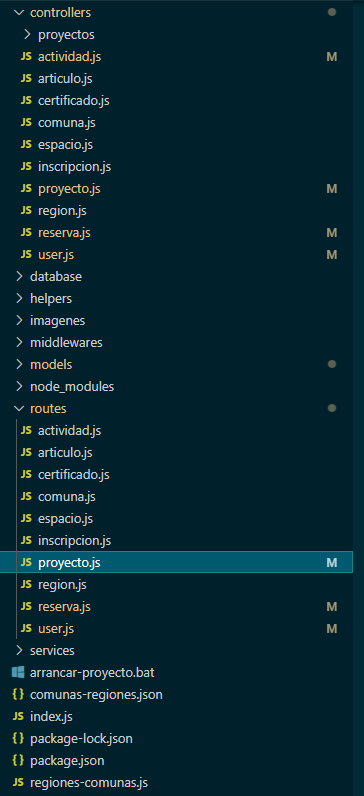 controllers
proyectos
JS actividad.js M
JS articulo.js
JS certificado.js
JS comuna.js
JS espacio.js
JS inscripcion.js
JS proyecto.js M
JS region.js
JS reserva.js M
JS user.js M
database
helpers
imagenes
middlewares
models
node_modules
routes
JS actividad.js
JS articulo.js
JS certificado.js
JS comuna.js
JS espacio.js
JS inscripcion.js
JS proyecto.js M
JS region.js
JS reserva.js M
JS user.js M
services
arrancar-proyecto.bat
{} comunas-regiones.json
JS index.js
{} package-lock.json
{} package.json
JS regiones-comunas.js